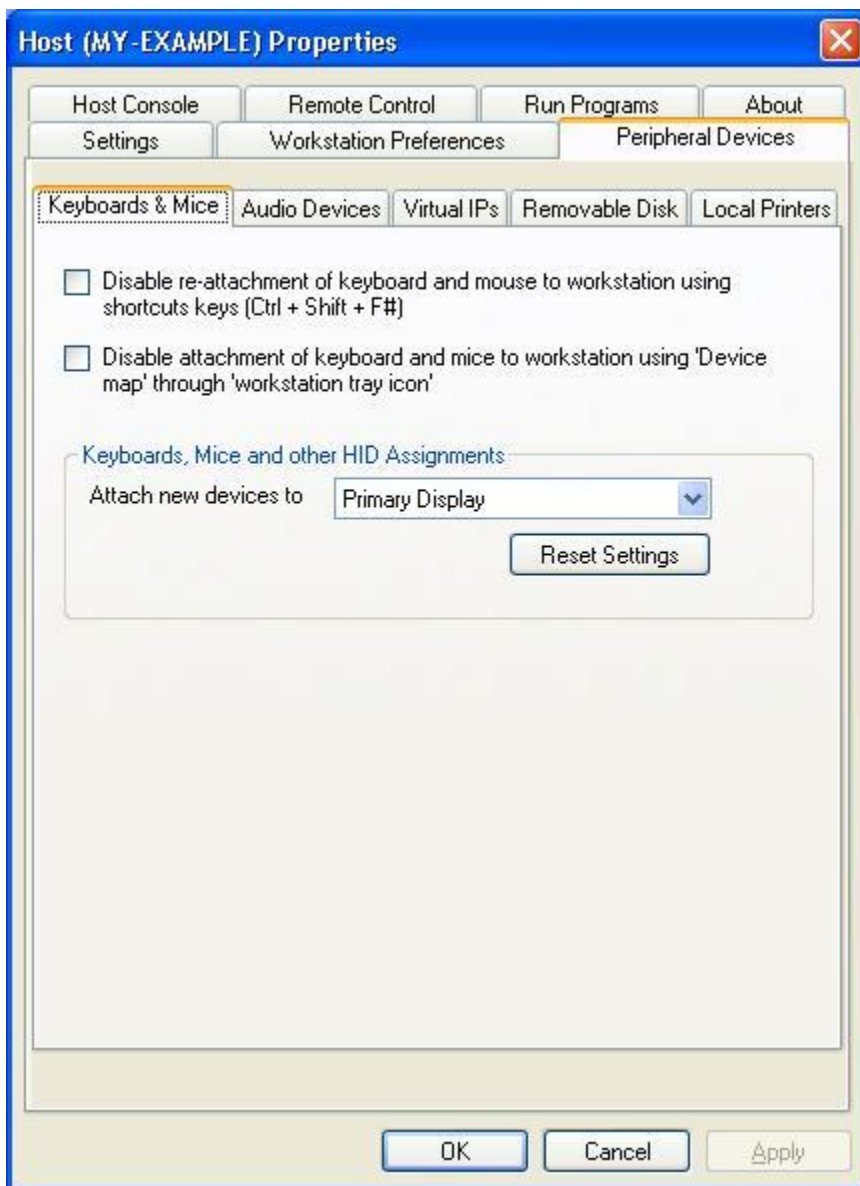 Host (MY-EXAMPLE) Properties
Host Console Remote Control Run Programs About
Settings Workstation Preferences Peripheral Devices
Keyboards & Mice Audio Devices Virtual IPs Removable Disk Local Printers
Disable re-attachment of keyboard and mouse to workstation using
shortcuts keys (Ctrl + Shift + F#)
Disable attachment of keyboard and mice to workstation using 'Device
map' through 'workstation tray icon'
Keyboards, Mice and other HID Assignments
Attach new devices to Primary Display
Reset Settings
OK Cancel Apply